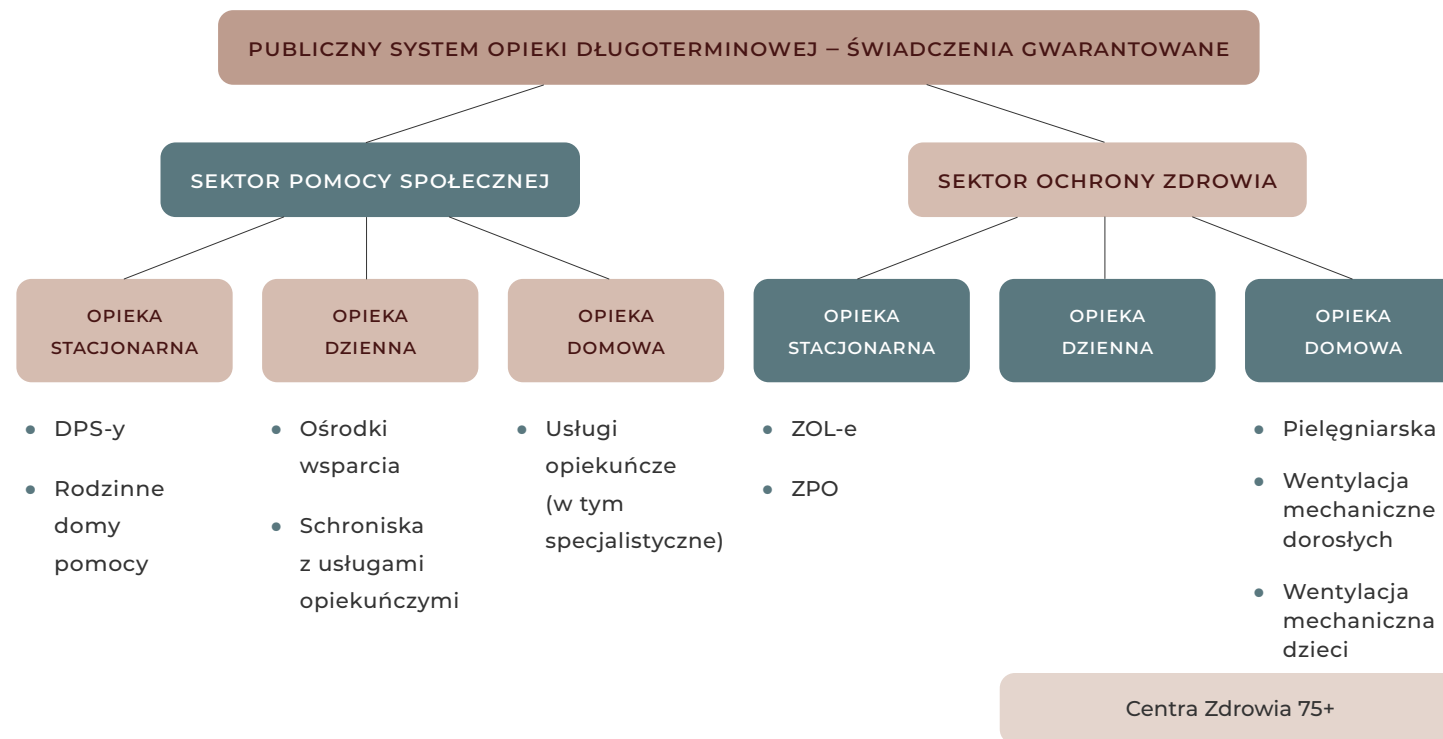 PUBLICZNY SYSTEM OPIEKI DŁUGOTERMINOWEJ – ŚWIADCZENIA GWARANTOWANE
SEKTOR POMOCY SPOŁECZNEJ
SEKTOR OCHRONY ZDROWIA
OPIEKA
STACJONARNA
OPIEKA
DZIENNA
OPIEKA
DOMOWA
OPIEKA
STACJONARNA
OPIEKA
DZIENNA
OPIEKA
DOMOWA
• DPS-y
• Rodzinne
domy
pomocy
• Ośrodki
wsparcia
• Schroniska
z usługami
opiekuńczymi
• Usługi
opiekuńcze
(w tym
specjalistyczne)
• ZOL-e
• ZPO
• Pielęgniarska
• Wentylacja
mechaniczne
dorosłych
• Wentylacja
mechaniczna
dzieci
Centra Zdrowia 75+